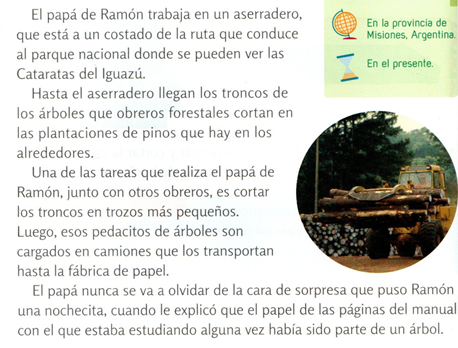 El papá de Ramón trabaja en un aserradero,
que está a un costado de la ruta que conduce
al parque nacional donde se pueden ver las
Cataratas del Iguazú.
Hasta el aserradero llegan los troncos de
los árboles que obreros forestales cortan en
las plantaciones de pinos que hay en los
alrededores.
Una de las tareas que realiza el papá de
Ramón, junto con otros obreros, es cortar
los troncos en trozos más pequeños.
Luego, esos pedacitos de árboles son
cargados en camiones que los transportan
hasta la fábrica de papel.
El papá nunca se va a olvidar de la cara de sorpresa que puso Ramón
una nochecita, cuando le explicó que el papel de las páginas del manual
con el que estaba estudiando alguna vez había sido parte de un árbol.
En la provincia de
Misiones, Argentina.
En el presente.